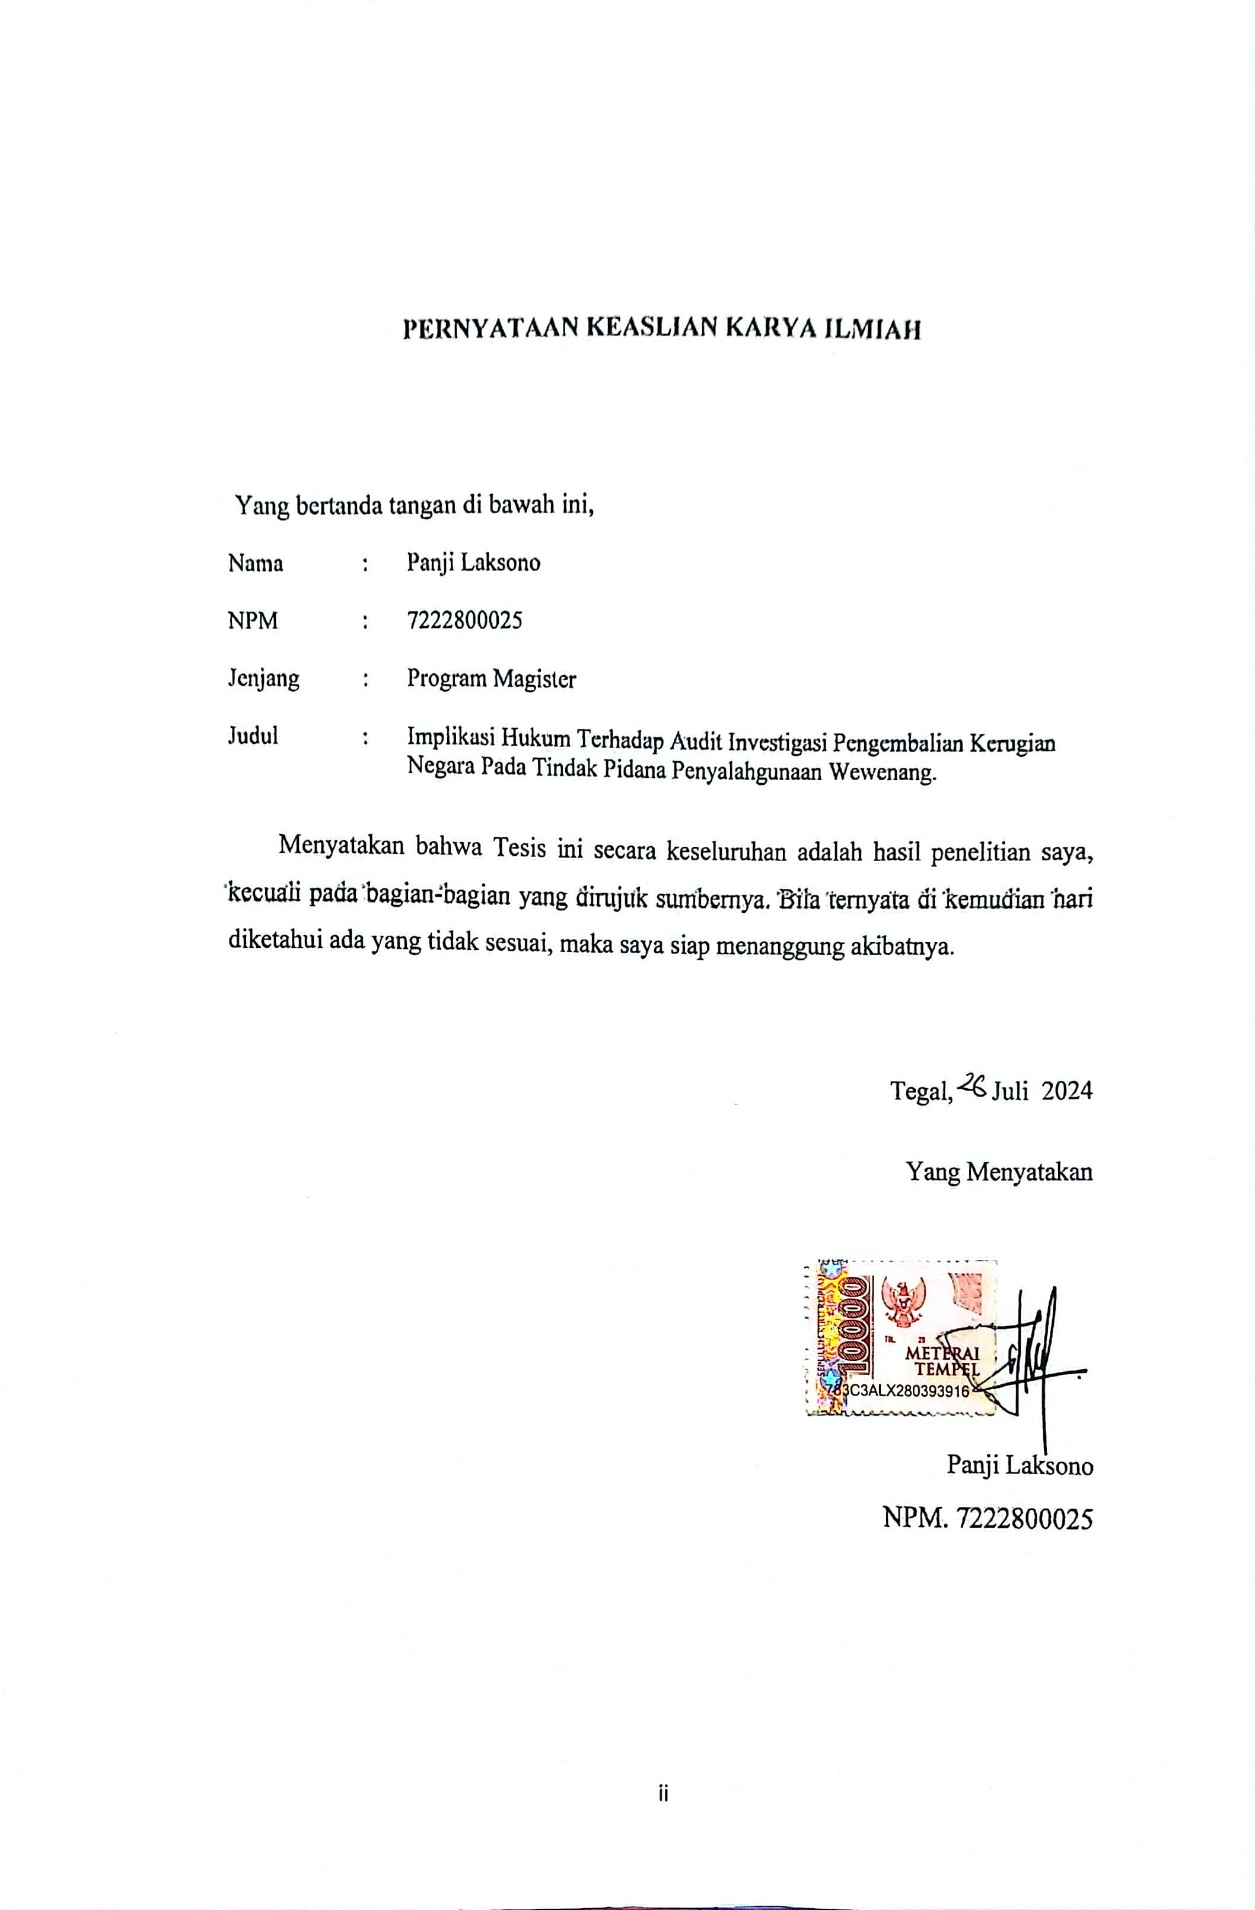 PERNYATAAN KEASLIAN KARYA ILMIAH
Yang bertanda tangan di bawah ini,
Nama : Panji Laksono
NPM : 7222800025
Jenjang : Program Magister
Judul : Implikasi Hukum Terhadap Audit Investigasi Pengembalian Kerugian
Negara Pada Tindak Pidana Penyalahgunaan Wewenang.
Menyatakan bahwa Tesis ini secara keseluruhan adalah hasil penelitian saya,
kecuali pada bagian-bagian yang dirujuk sumbernya. Bila ternyata di kemudian hari
diketahui ada yang tidak sesuai, maka saya siap menanggung akibatnya.
Tegal, 26 Juli 2024
Yang Menyatakan
10000
METERAI
TEMPEL
783C3ALX280393916
Panji Laksono
NPM. 7222800025
ii